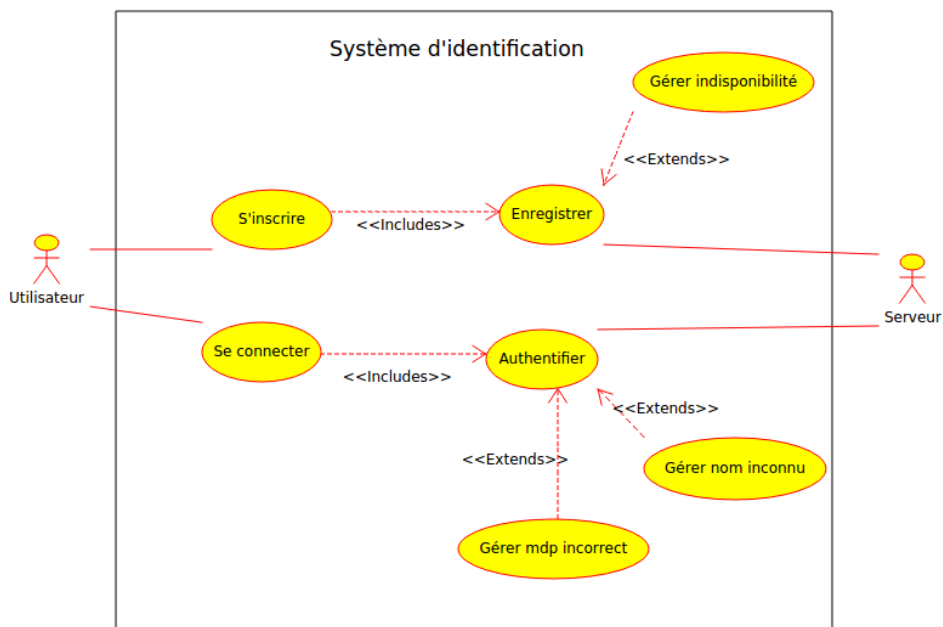 Système d'identification
Gérer indisponibilité
<<Extends>>
S'inscrire
Enregistrer
<<Includes>>
Utilisateur
Serveur
Se connecter
Authentifier
<<Includes>>
<<Extends>>
<<Extends>>
Gérer nom inconnu
Gérer mdp incorrect